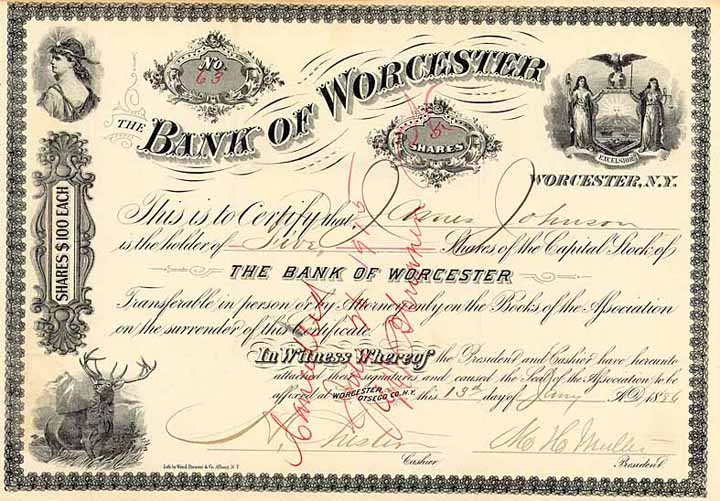 No.
63
THE BANK OF WORCESTER
SHARES
EXCELSIOR
WORCESTER, N.Y.
SHARES $100 EACH
This is to Certify that James Johnson
is the holder of Five Shares of the Capital Stock of
THE BANK OF WORCESTER
Transferable in person or by Attorney only on the Books of the Association
on the surrender of this Certificate.
In Witness Whereof the President and Cashier have hereunto
attached their signatures and caused the Seal of the Association to be
affixed at WORCESTER, OTSEGO CO. N.Y. this 13th day of Jany A.D. 1886
Cashier
President
Cancelled